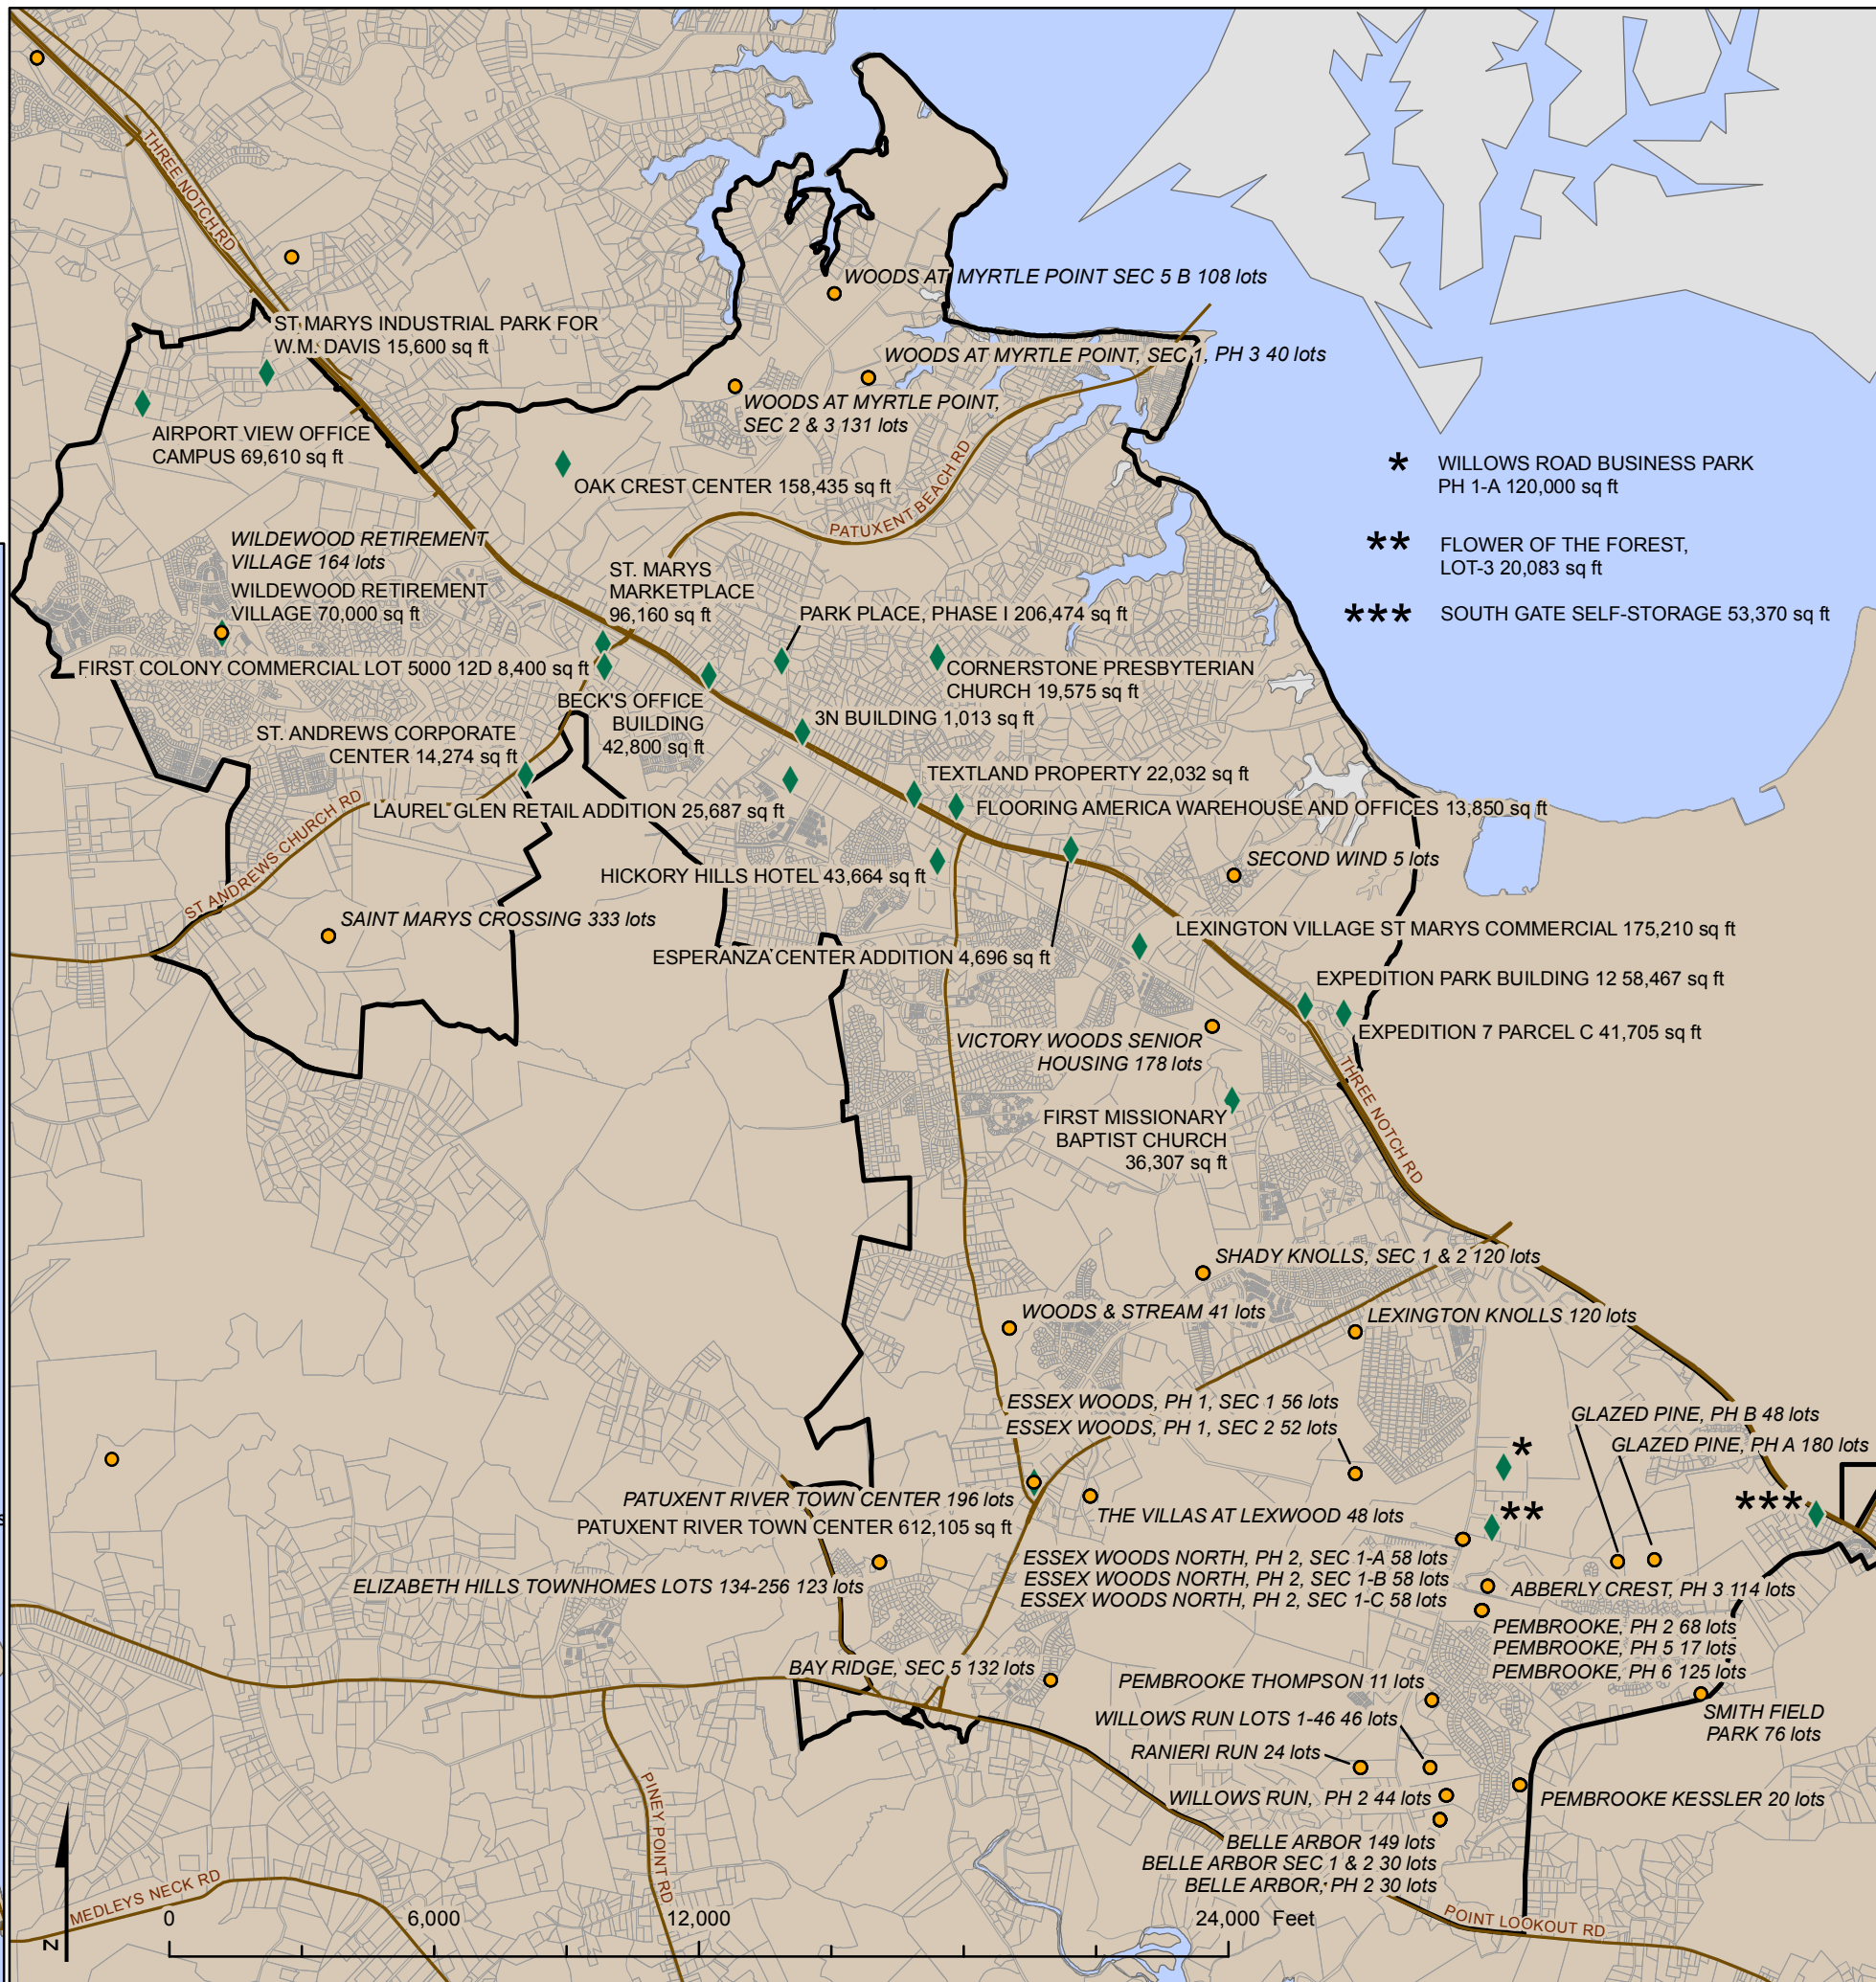 THREE NOTCH RD
WOODS AT MYRTLE POINT SEC 5 B 108 lots
ST MARYS INDUSTRIAL PARK FOR
W.M. DAVIS 15,600 sq ft
WOODS AT MYRTLE POINT, SEC 1, PH 3 40 lots
WOODS AT MYRTLE POINT,
SEC 2 & 3 131 lots
AIRPORT VIEW OFFICE
CAMPUS 69,610 sq ft
OAK CREST CENTER 158,435 sq ft
PATUXENT BEACH RD
* WILLOWS ROAD BUSINESS PARK
PH 1-A 120,000 sq ft
** FLOWER OF THE FOREST,
LOT-3 20,083 sq ft
*** SOUTH GATE SELF-STORAGE 53,370 sq ft
WILDEWOOD RETIREMENT
VILLAGE 164 lots
WILDEWOOD RETIREMENT
VILLAGE 70,000 sq ft
ST. MARYS
MARKETPLACE
96,160 sq ft
PARK PLACE, PHASE I 206,474 sq ft
FIRST COLONY COMMERCIAL LOT 5000 12D 8,400 sq ft
CORNERSTONE PRESBYTERIAN
CHURCH 19,575 sq ft
BECK'S OFFICE
BUILDING
42,800 sq ft
3N BUILDING 1,013 sq ft
ST. ANDREWS CORPORATE
CENTER 14,274 sq ft
TEXTLAND PROPERTY 22,032 sq ft
LAUREL GLEN RETAIL ADDITION 25,687 sq ft
FLOORING AMERICA WAREHOUSE AND OFFICES 13,850 sq ft
ST ANDREWS CHURCH RD
HICKORY HILLS HOTEL 43,664 sq ft
SECOND WIND 5 lots
SAINT MARYS CROSSING 333 lots
LEXINGTON VILLAGE ST MARYS COMMERCIAL 175,210 sq ft
ESPERANZA CENTER ADDITION 4,696 sq ft
EXPEDITION PARK BUILDING 12 58,467 sq ft
EXPEDITION 7 PARCEL C 41,705 sq ft
VICTORY WOODS SENIOR
HOUSING 178 lots
THREE NOTCH RD
FIRST MISSIONARY
BAPTIST CHURCH
36,307 sq ft
SHADY KNOLLS, SEC 1 & 2 120 lots
WOODS & STREAM 41 lots
LEXINGTON KNOLLS 120 lots
ESSEX WOODS, PH 1, SEC 1 56 lots
ESSEX WOODS, PH 1, SEC 2 52 lots
GLAZED PINE, PH B 48 lots
GLAZED PINE, PH A 180 lots
*
**
***
PATUXENT RIVER TOWN CENTER 196 lots
PATUXENT RIVER TOWN CENTER 612,105 sq ft
THE VILLAS AT LEXWOOD 48 lots
ESSEX WOODS NORTH, PH 2, SEC 1-A 58 lots
ESSEX WOODS NORTH, PH 2, SEC 1-B 58 lots
ESSEX WOODS NORTH, PH 2, SEC 1-C 58 lots
ELIZABETH HILLS TOWNHOMES LOTS 134-256 123 lots
ABBERLY CREST, PH 3 114 lots
PEMBROOKE, PH 2 68 lots
PEMBROOKE, PH 5 17 lots
PEMBROOKE, PH 6 125 lots
BAY RIDGE, SEC 5 132 lots
PEMBROOKE THOMPSON 11 lots
SMITH FIELD
PARK 76 lots
WILLOWS RUN LOTS 1-46 46 lots
RANIERI RUN 24 lots
WILLOWS RUN, PH 2 44 lots
PEMBROOKE KESSLER 20 lots
BELLE ARBOR 149 lots
BELLE ARBOR SEC 1 & 2 30 lots
BELLE ARBOR, PH 2 30 lots
PINEY POINT RD
MEDLEYS NECK RD
POINT LOOKOUT RD
N
0 6,000 12,000 24,000 Feet